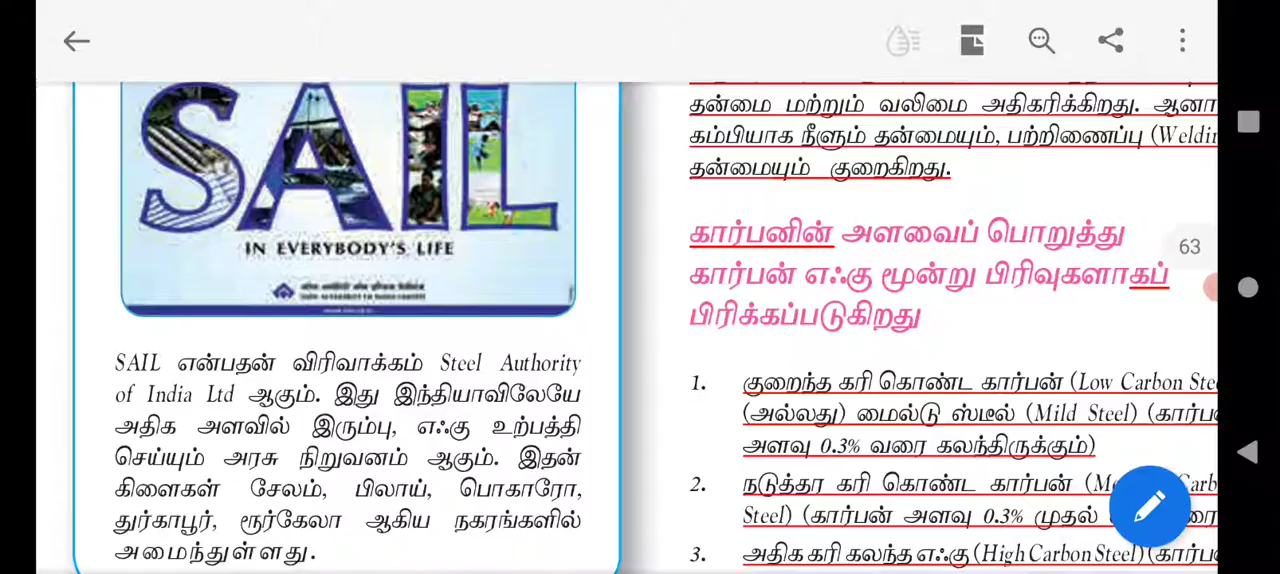 SAIL
IN EVERYBODY'S LIFE
SAIL என்பதன் விரிவாக்கம் Steel Authority
of India Ltd ஆகும். இது இந்தியாவிலேயே
அதிக அளவில் இரும்பு, எஃகு உற்பத்தி
செய்யும் அரசு நிறுவனம் ஆகும். இதன்
கிளைகள் சேலம், பிலாய், பொகாரோ,
துர்காபூர், ரூர்கேலா ஆகிய நகரங்களில்
அமைந்துள்ளது.
தன்மை மற்றும் வலிமை அதிகரிக்கிறது. ஆனா
கம்பியாக நீளும் தன்மையும், பற்றிணைப்பு (Weldin
தன்மையும் குறைகிறது.
கார்பனின் அளவைப் பொறுத்து
கார்பன் எஃகு மூன்று பிரிவுகளாகப்
பிரிக்கப்படுகிறது
63
1. குறைந்த கரி கொண்ட கார்பன் (Low Carbon Stee
(அல்லது) மைல்டு ஸ்டீல் (Mild Steel) (கார்ப
அளவு 0.3% வரை கலந்திருக்கும்)
2. நடுத்தர கரி கொண்ட கார்பன் (Me Carb
Steel) (கார்பன் அளவு 0.3% முதல் ரை
3. அதிக கரி கலந்த எஃகு (High Carbon Steel) (கார்ப